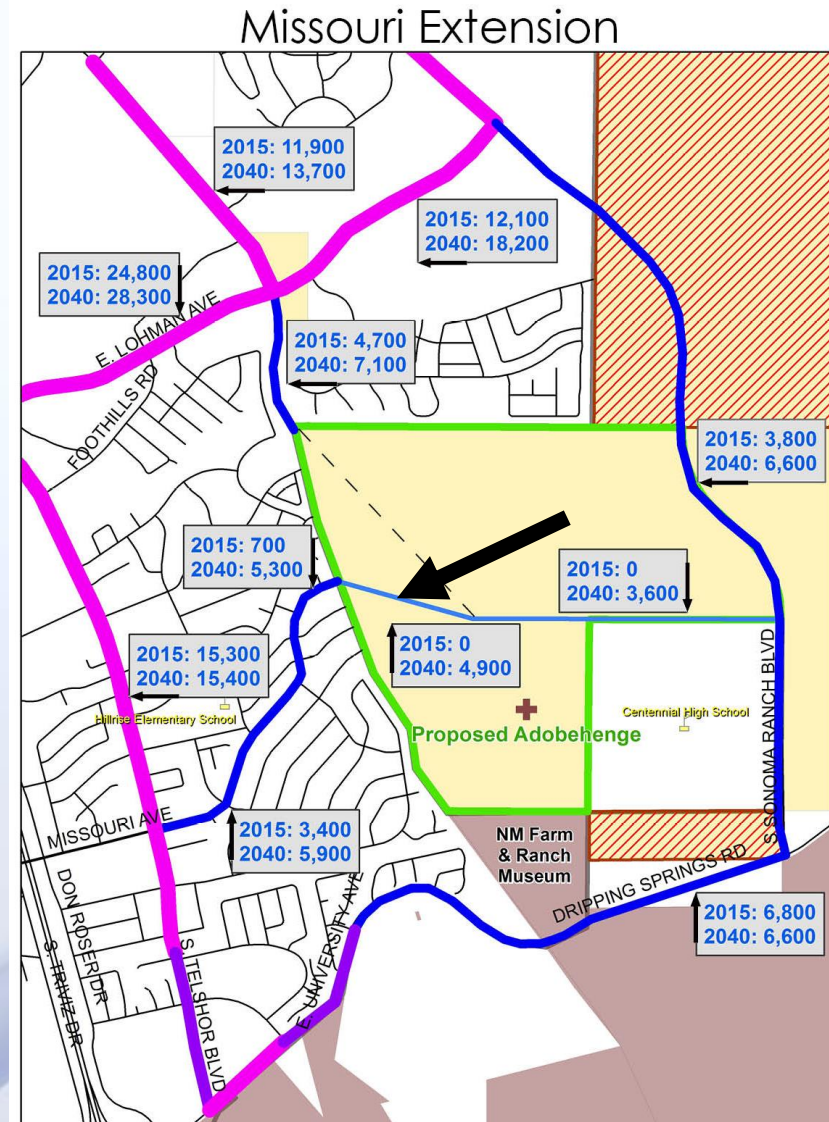 Missouri Extension
2015: 11,900
2040: 13,700
2015: 12,100
2040: 18,200
2015: 24,800
2040: 28,300
E. LOHMAN AVE
2015: 4,700
2040: 7,100
FOOTHILLS RD
2015: 3,800
2040: 6,600
2015: 700
2040: 5,300
2015: 0
2040: 3,600
2015: 0
2040: 4,900
2015: 15,300
2040: 15,400
Hillrise Elementary School
Centennial High School
Proposed Adobehenge
S. SONOMA RANCH BLVD
MISSOURI AVE
2015: 3,400
2040: 5,900
NM Farm
& Ranch
Museum
DON ROSER DR
S. TRIVIZ DR
S. TELSHOR BLVD
E. UNIVERSITY AVE
DRIPPING SPRINGS RD
2015: 6,800
2040: 6,600